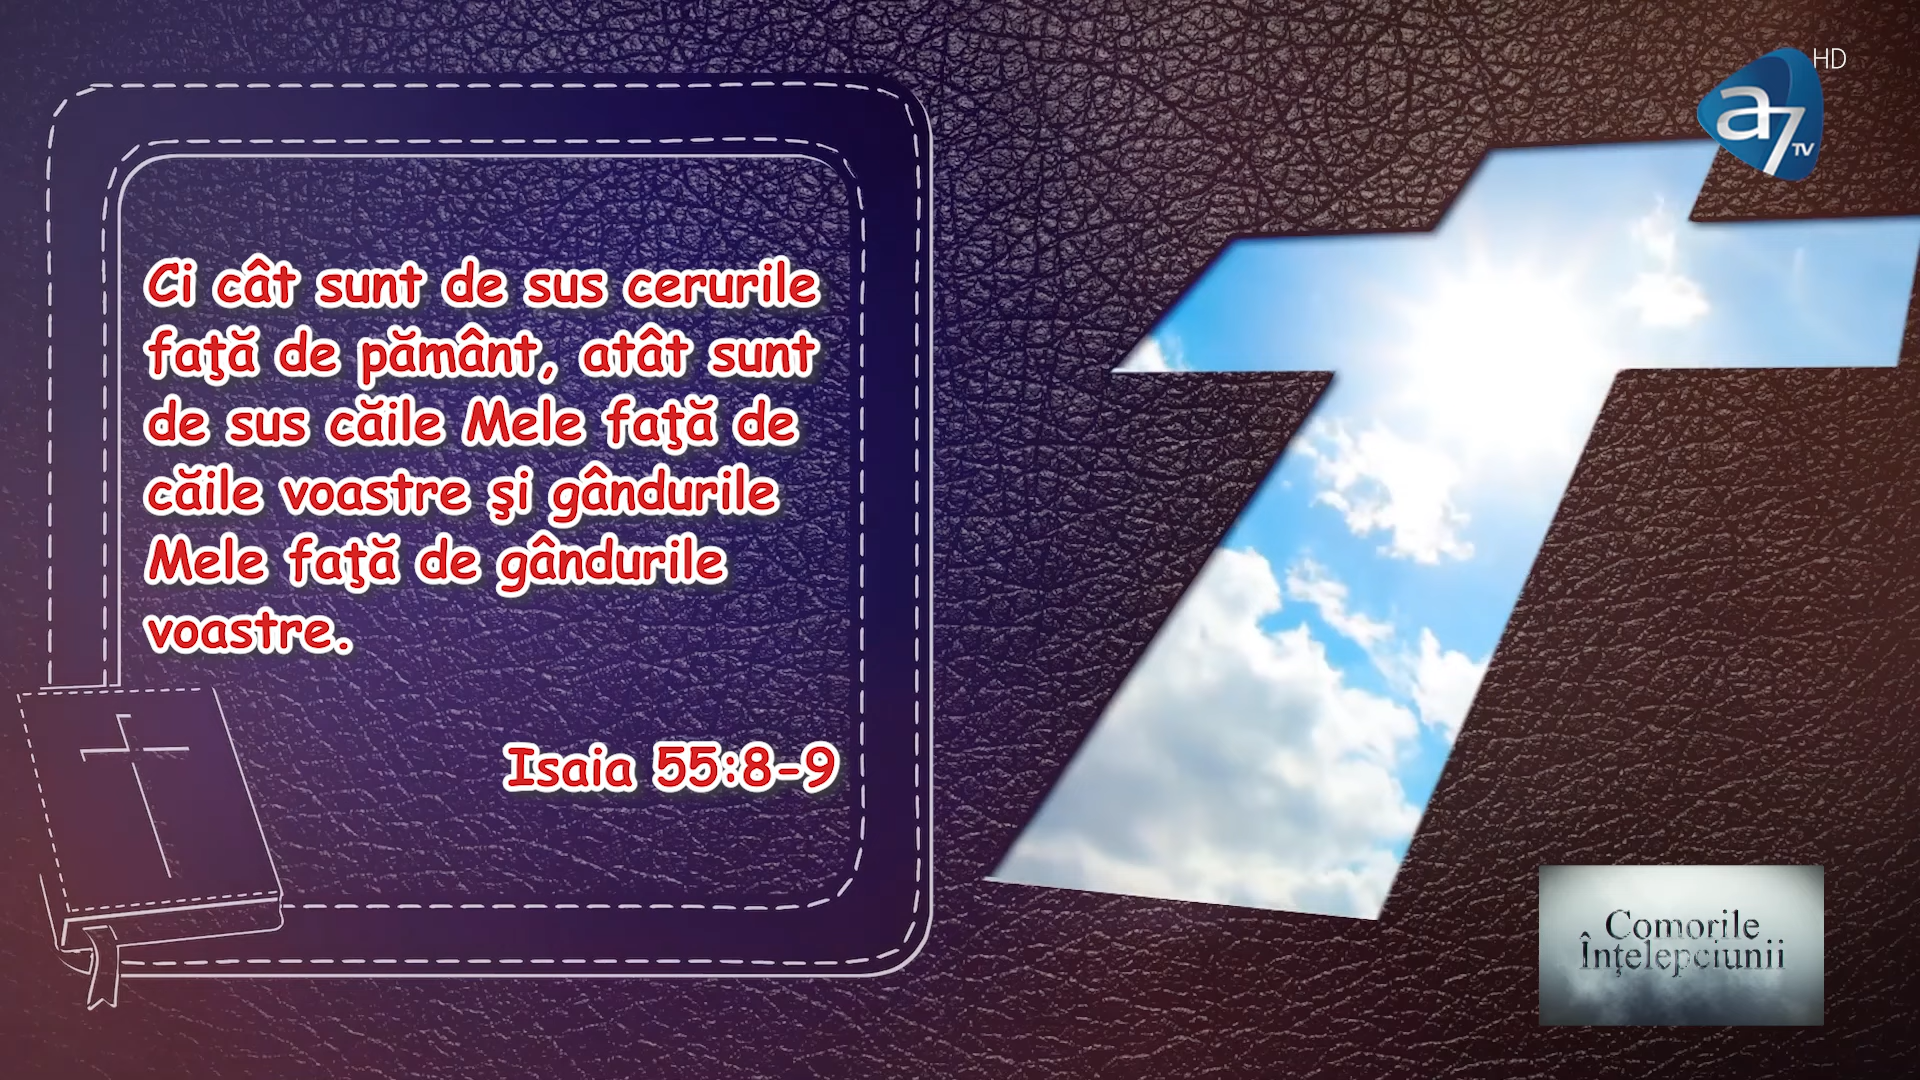 HD
a7 TV
Ci cât sunt de sus cerurile
faţă de pământ, atât sunt
de sus căile Mele faţă de
căile voastre şi gândurile
Mele faţă de gândurile
voastre.
Isaia 55:8-9
Comorile
Înţelepciunii